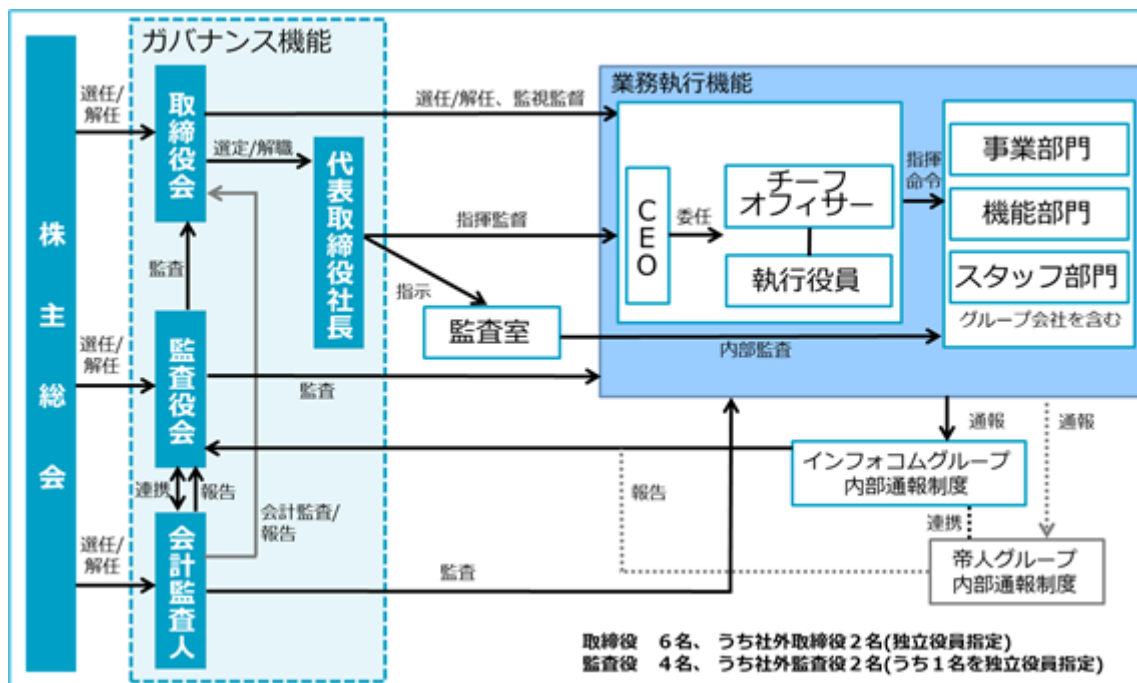 ガバナンス機能
株主総会
選任/
解任
取締役会
選任/解任、監視監督
選定/解職
代表取締役社長
業務執行機能
CEO
委任
チーフ
オフィサー
執行役員
指揮
命令
事業部門
機能部門
スタッフ部門
グループ会社を含む
指揮監督
指示
監査室
内部監査
監査
選任/
解任
監査役会
監査
連携
報告
会計監査/
報告
選任/
解任
会計監査人
監査
通報
通報
インフォコムグループ
内部通報制度
報告
連携
帝人グループ
内部通報制度
取締役 6名、 うち社外取締役2名(独立役員指定)
監査役 4名、 うち社外監査役2名(うち1名を独立役員指定)